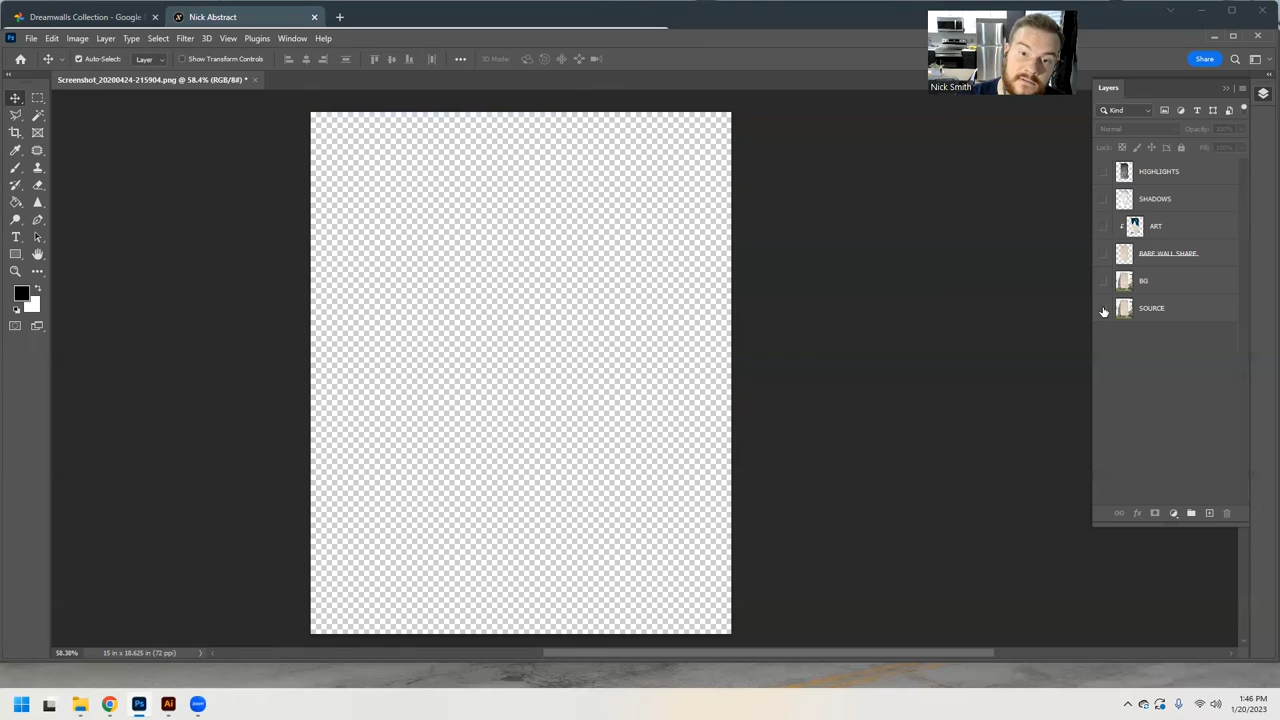 Dreamwalls Collection - Google
Nick Abstract
File Edit Image Layer Type Select Filter 3D View Plugins Window Help
Auto-Select: Layer Show Transform Controls 3D Mode Share
Screenshot_20200424-215904.png @ 58.4% (RGB/8#) *
Nick Smith
Layers
Kind
Normal Opacity: 100%
Lock: Fill: 100%
HIGHLIGHTS
SHADOWS
ART
BARE WALL SHAPE
BG
SOURCE
58.38% 15 in x 18.625 in (72 ppi)
1:46 PM
1/20/2023